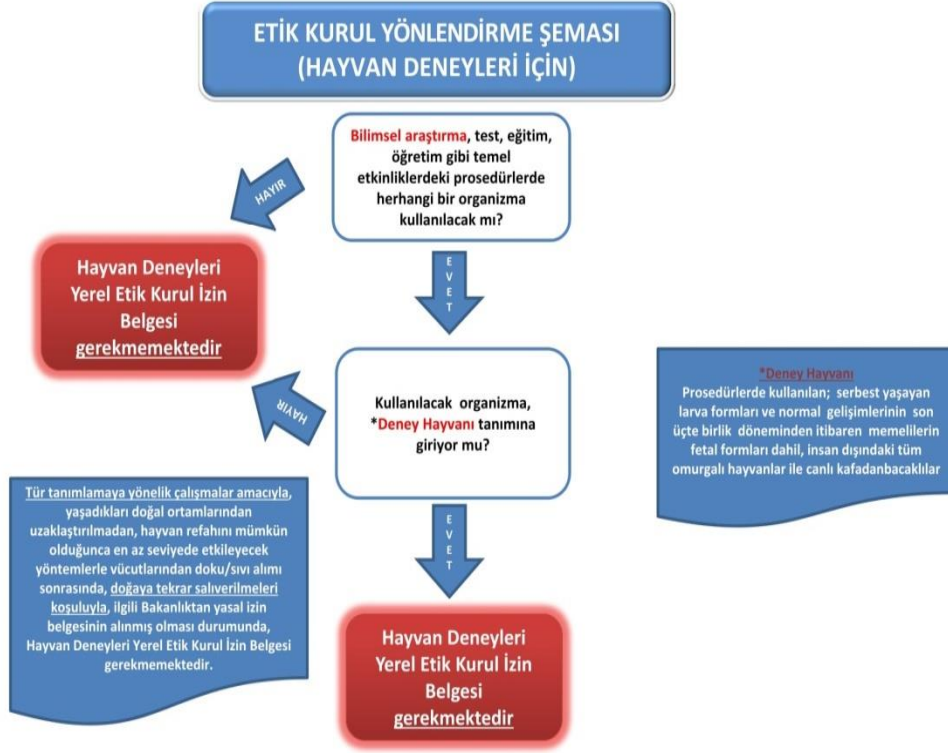 ETİK KURUL YÖNLENDİRME ŞEMASI
(HAYVAN DENEYLERİ İÇİN)
Bilimsel araştırma, test, eğitim,
öğretim gibi temel
etkinliklerdeki prosedürlerde
herhangi bir organizma
kullanılacak mı?
HAYIR
EVET
Hayvan Deneyleri
Yerel Etik Kurul İzin
Belgesi
gerekmemektedir
Kullanılacak organizma,
*Deney Hayvanı tanımına
giriyor mu?
HAYIR
EVET
*Deney Hayvanı
Prosedürlerde kullanılan; serbest yaşayan
larva formları ve normal gelişimlerinin son
üçte birlik döneminden itibaren memelilerin
fetal formları dahil, insan dışındaki tüm
omurgalı hayvanlar ile canlı kafadanbacaklılar
Tür tanımlamaya yönelik çalışmalar amacıyla,
yaşadıkları doğal ortamlarından
uzaklaştırılmadan, hayvan refahını mümkün
olduğunca en az seviyede etkileyecek
yöntemlerle vücutlarından doku/sıvı alımı
sonrasında, doğaya tekrar salıverilmeleri
koşuluyla, ilgili Bakanlıktan yasal izin
belgesinin alınmış olması durumunda,
Hayvan Deneyleri Yerel Etik Kurul İzin Belgesi
gerekmemektedir.
Hayvan Deneyleri
Yerel Etik Kurul İzin
Belgesi
gerekmektedir